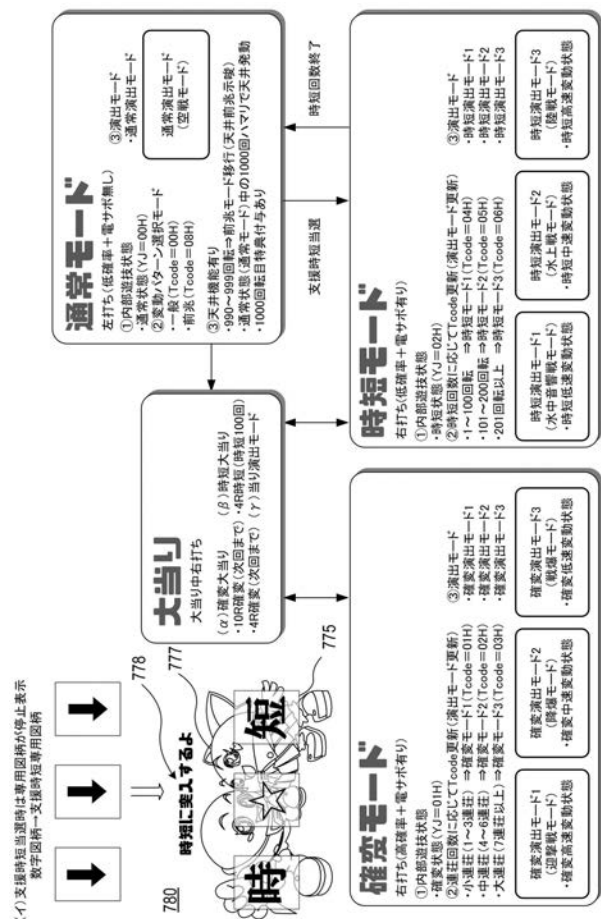 (イ)支援時短当選時は専用図柄が停止表示
数字図柄→支援時短専用図柄
780
時短に突入するよ
778
777
775
時
☆
短
大当り
大当り中右打ち
(α)確変大当り
・10R確変(次回まで)
・4R確変(次回まで)
(β)時短大当り
・4R時短(時短100回)
(γ)当り演出モード
通常モード
左打ち(低確率+電サポ無し)
①内部遊技状態
・通常状態(YJ=00H)
②変動パターン選択モード
・一般(Tcode=00H)
・前兆(Tcode=08H)
③演出モード
・通常演出モード
通常演出モード
(空戦モード)
③天井機能有り
・990~999回転⇒前兆モード移行(天井前兆示唆)
・通常状態(通常モード)中の1000回ハマリで天井発動
・1000回転目特典付与あり
支援時短当選
時短回数終了
確変モード
右打ち(高確率+電サポ有り)
①内部遊技状態
・確変状態(YJ=01H)
②連荘回数に応じてTcode更新(演出モード更新)
・小連荘(1~3連荘) ⇒確変モード1(Tcode=01H)
・中連荘(4~6連荘) ⇒確変モード2(Tcode=02H)
・大連荘(7連荘以上)⇒確変モード3(Tcode=03H)
③演出モード
・確変演出モード1
・確変演出モード2
・確変演出モード3
確変演出モード1
(迎撃戦モード)
・確変高速変動状態
確変演出モード2
(降爆モード)
・確変中速変動状態
確変演出モード3
(戦爆モード)
・確変低速変動状態
時短モード
右打ち(低確率+電サポ有り)
①内部遊技状態
・時短状態(YJ=02H)
②時短回数に応じてTcode更新(演出モード更新)
・1~100回転 ⇒時短モード1(Tcode=04H)
・101~200回転⇒時短モード2(Tcode=05H)
・201回転以上 ⇒時短モード3(Tcode=06H)
③演出モード
・時短演出モード1
・時短演出モード2
・時短演出モード3
時短演出モード1
(水中音響戦モード)
・時短低速変動状態
時短演出モード2
(水上戦モード)
・時短中速変動状態
時短演出モード3
(陸戦モード)
・時短高速変動状態